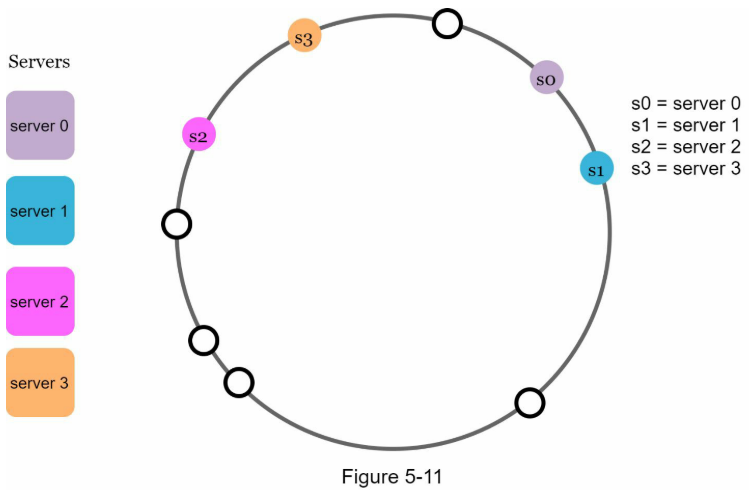 Servers
server 0
server 1
server 2
server 3
s3
s0
s2
s1
s0 = server 0
s1 = server 1
s2 = server 2
s3 = server 3
Figure 5-11